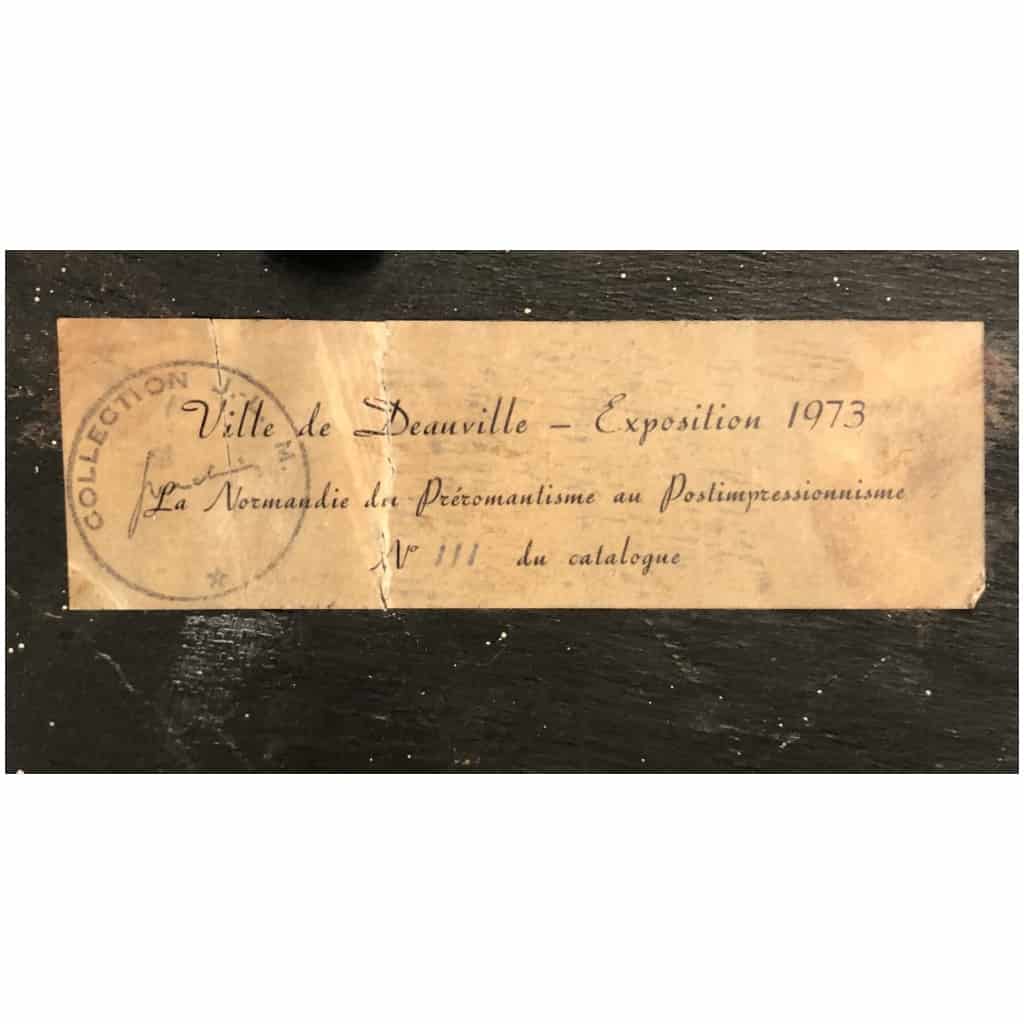 COLLECTION J. M.
Ville de Deauville – Exposition 1973
La Normandie du Préromantisme au Postimpressionnisme
N° 111 du catalogue